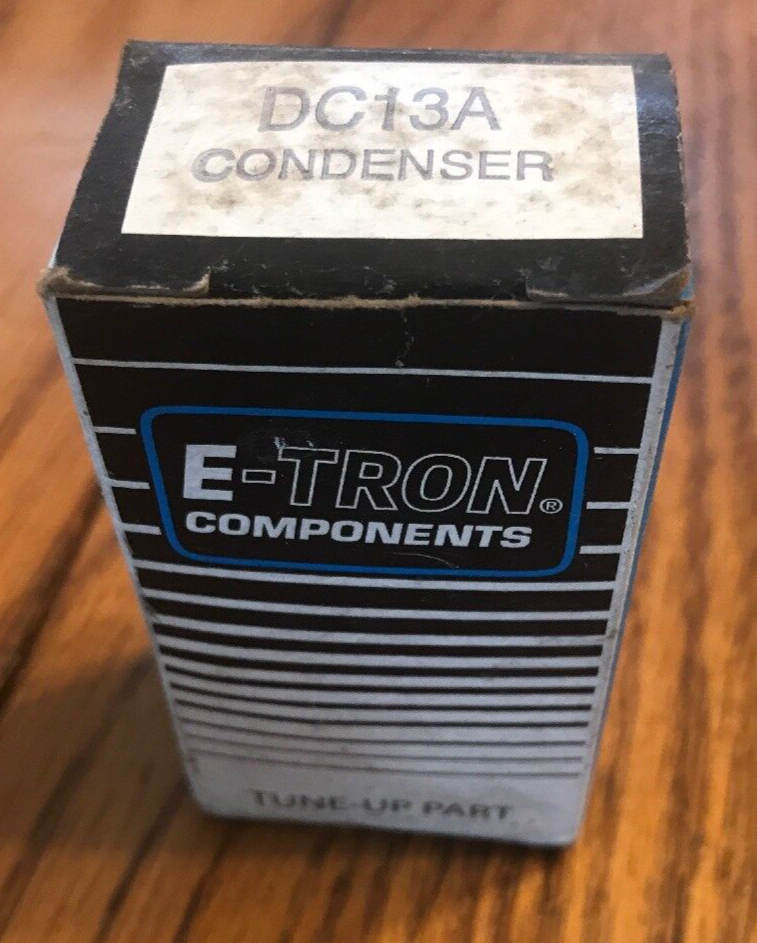 DC13A
CONDENSER
E-TRON®
COMPONENTS
TUNE-UP PART